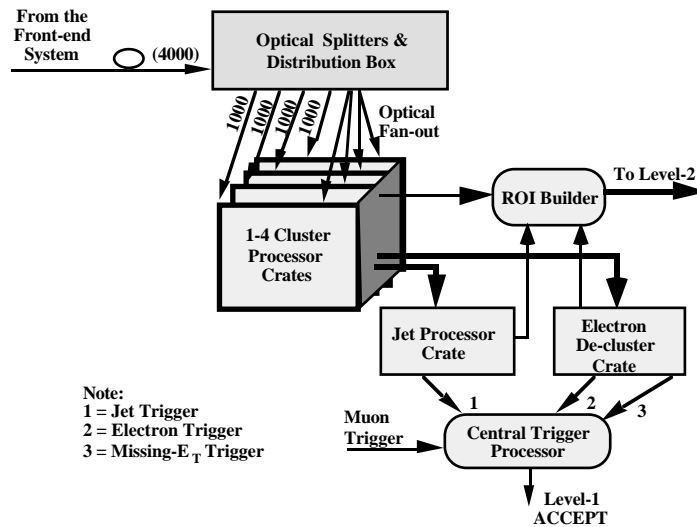 From the
Front-end
System
(4000)
Optical Splitters &
Distribution Box
1000
1000
1000
1000
Optical
Fan-out
To Level-2
ROI Builder
1-4 Cluster
Processor
Crates
Jet Processor
Crate
Electron
De-cluster
Crate
Note:
1 = Jet Trigger
2 = Electron Trigger
3 = Missing-E_T Trigger
1
2
3
Muon
Trigger
Central Trigger
Processor
Level-1
ACCEPT